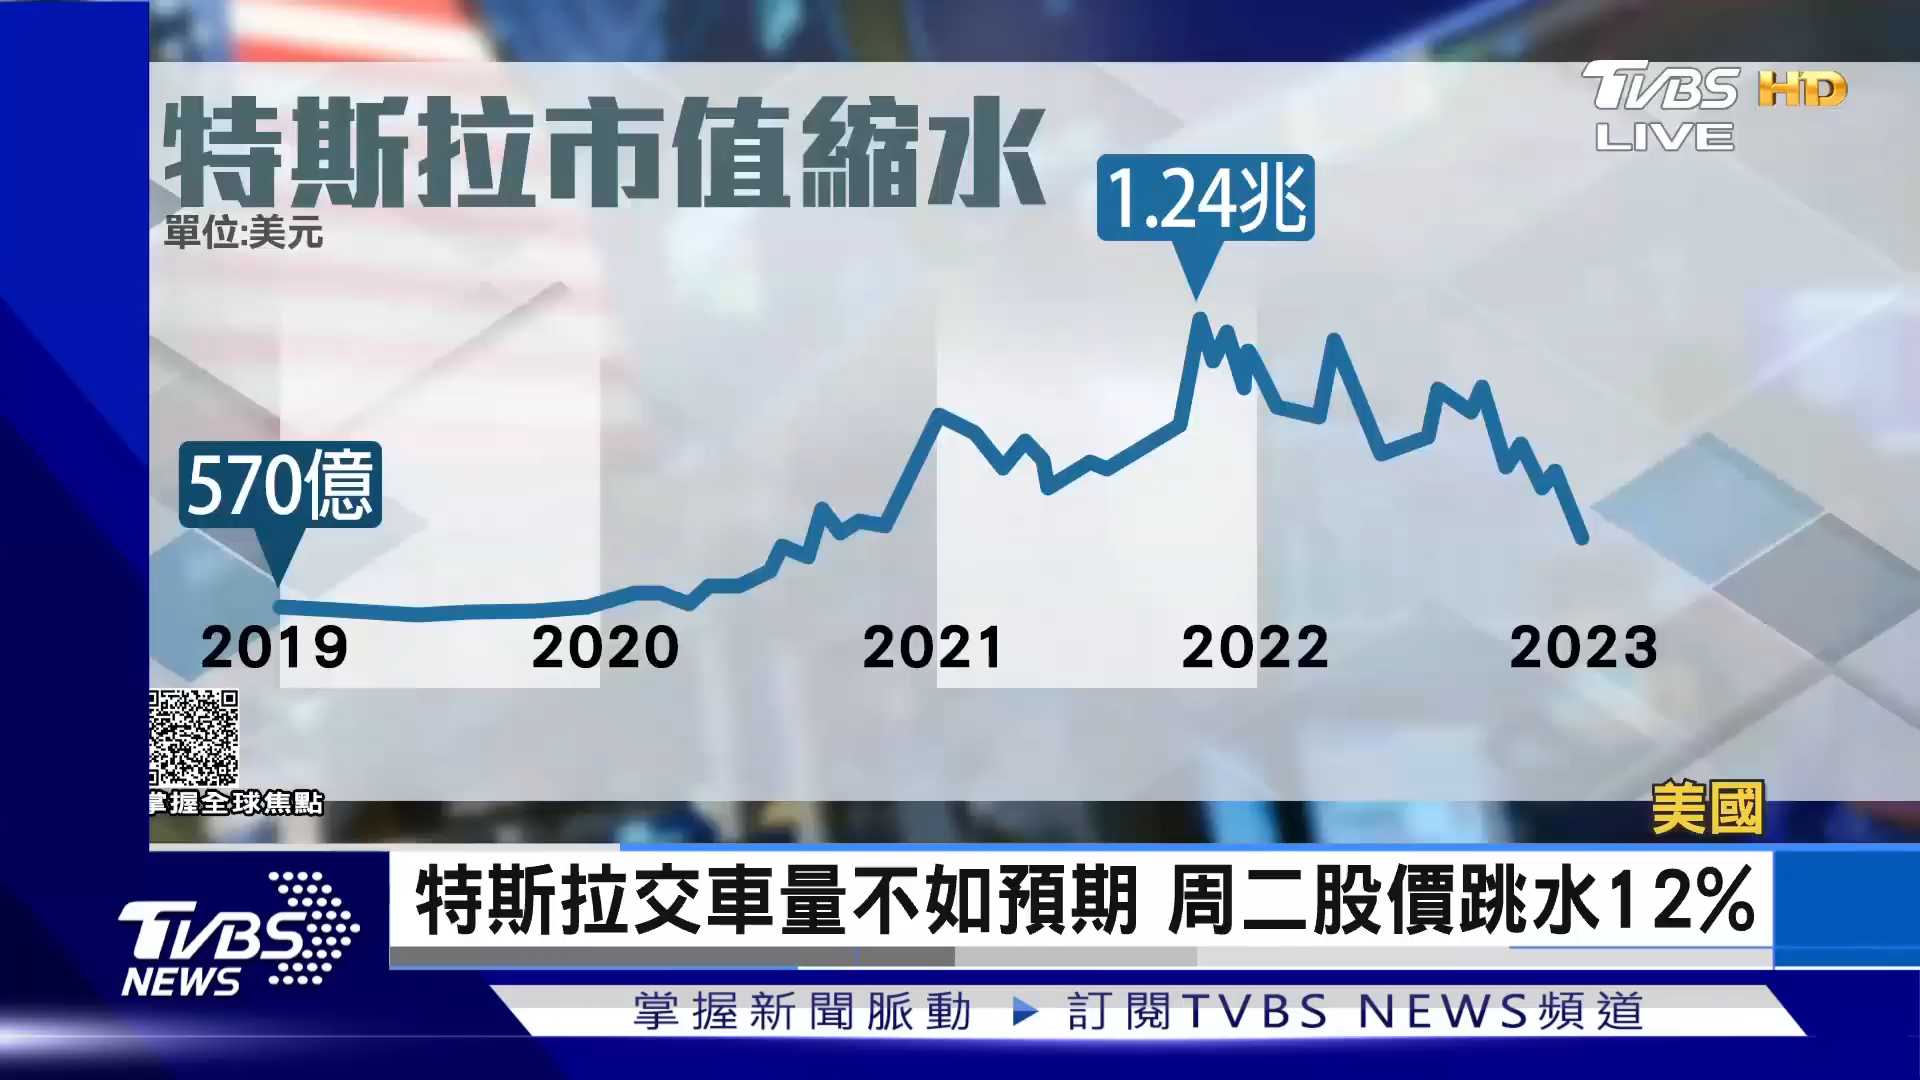 特斯拉市值縮水
單位:美元
TVBS HD
LIVE
1.24兆
570億
2019 2020 2021 2022 2023
掌握全球焦點
美國
特斯拉交車量不如預期 周二股價跳水12%
TVBS
NEWS
掌握新聞脈動 訂閱TVBS NEWS頻道